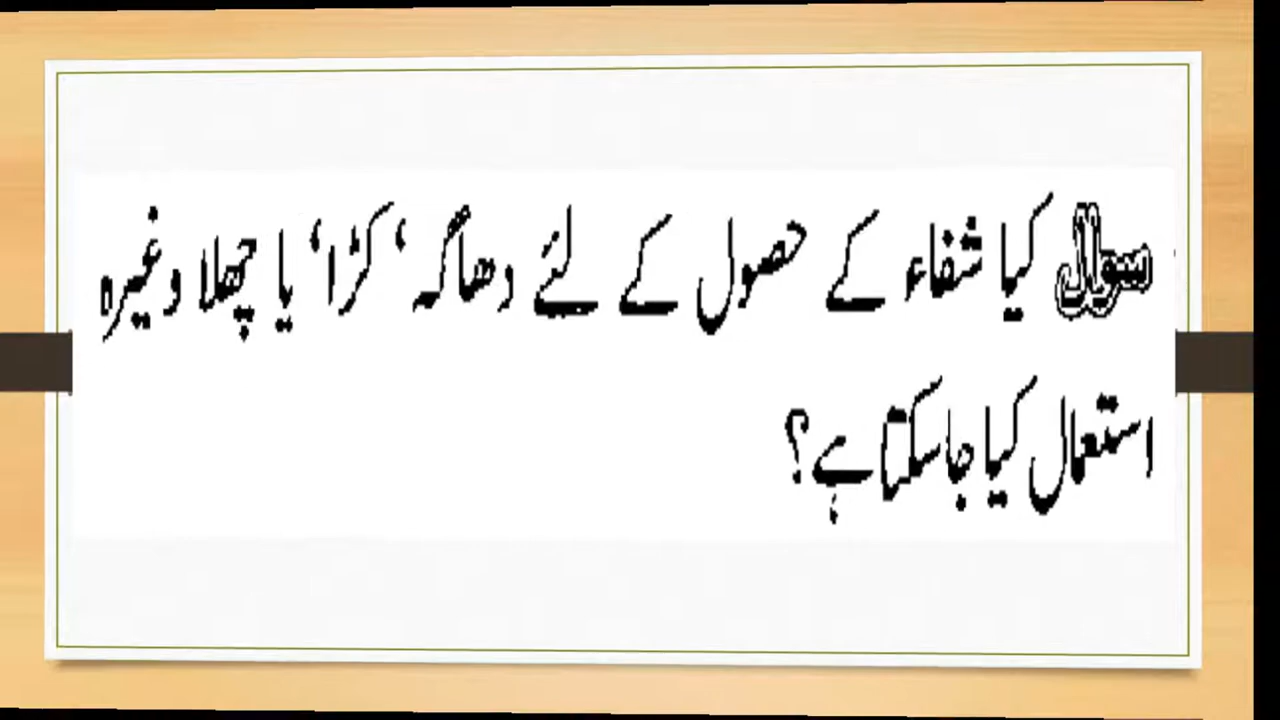 سوال کیا شفاء کے حصول کے لئے دھاگہ ‘ کڑا‘ یا چھلا وغیرہ
استعمال کیا جاسکتا ہے؟